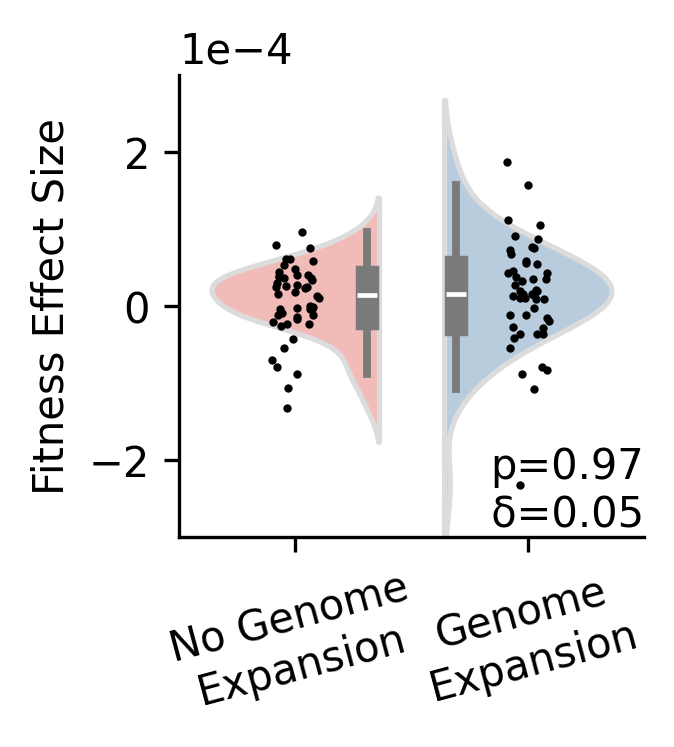 1e−4
Fitness Effect Size
2
0
−2
p=0.97
δ=0.05
No Genome
Expansion
Genome
Expansion